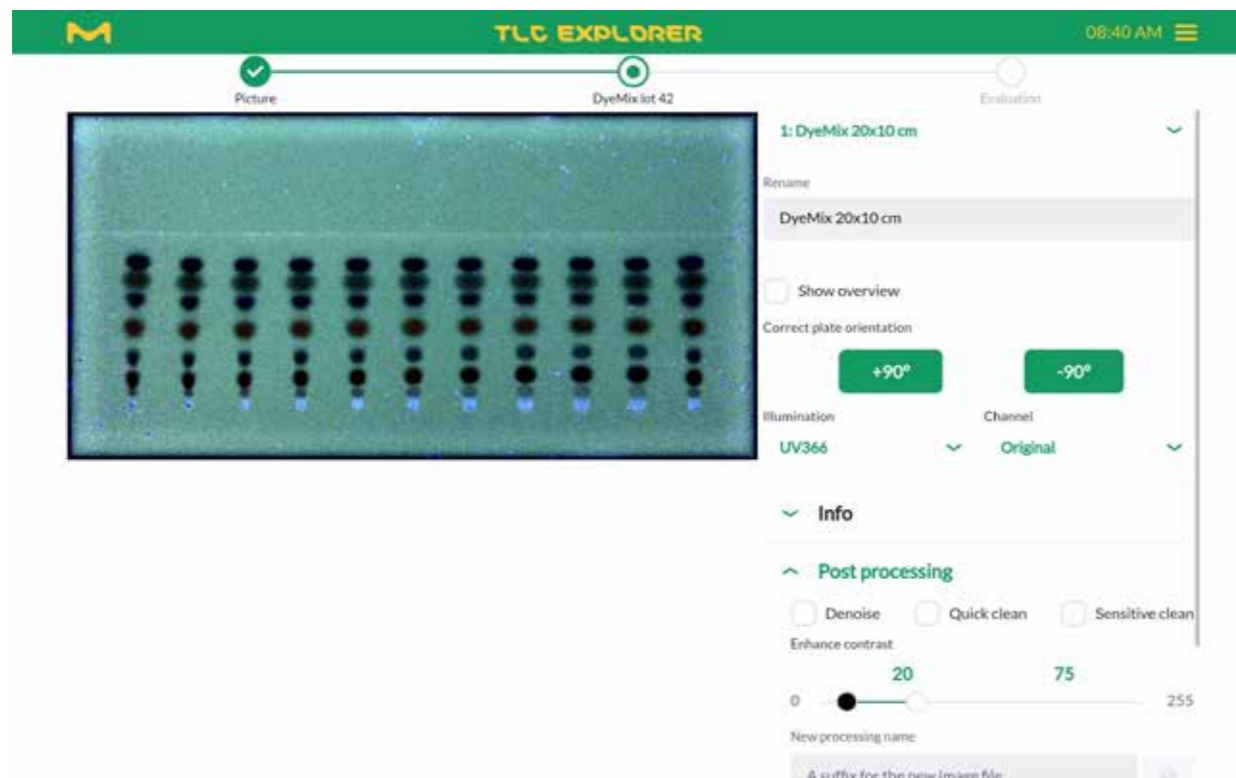 TLC EXPLORER
08:40 AM
Picture
DyeMix lot 42
Evaluation
1: DyeMix 20x10 cm
Rename
DyeMix 20x10 cm
Show overview
Correct plate orientation
+90° -90°
Illumination Channel
UV366 Original
Info
Post processing
Denoise Quick clean Sensitive clean
Enhance contrast
20 75
0 255
New processing name
A suffix for the new image file